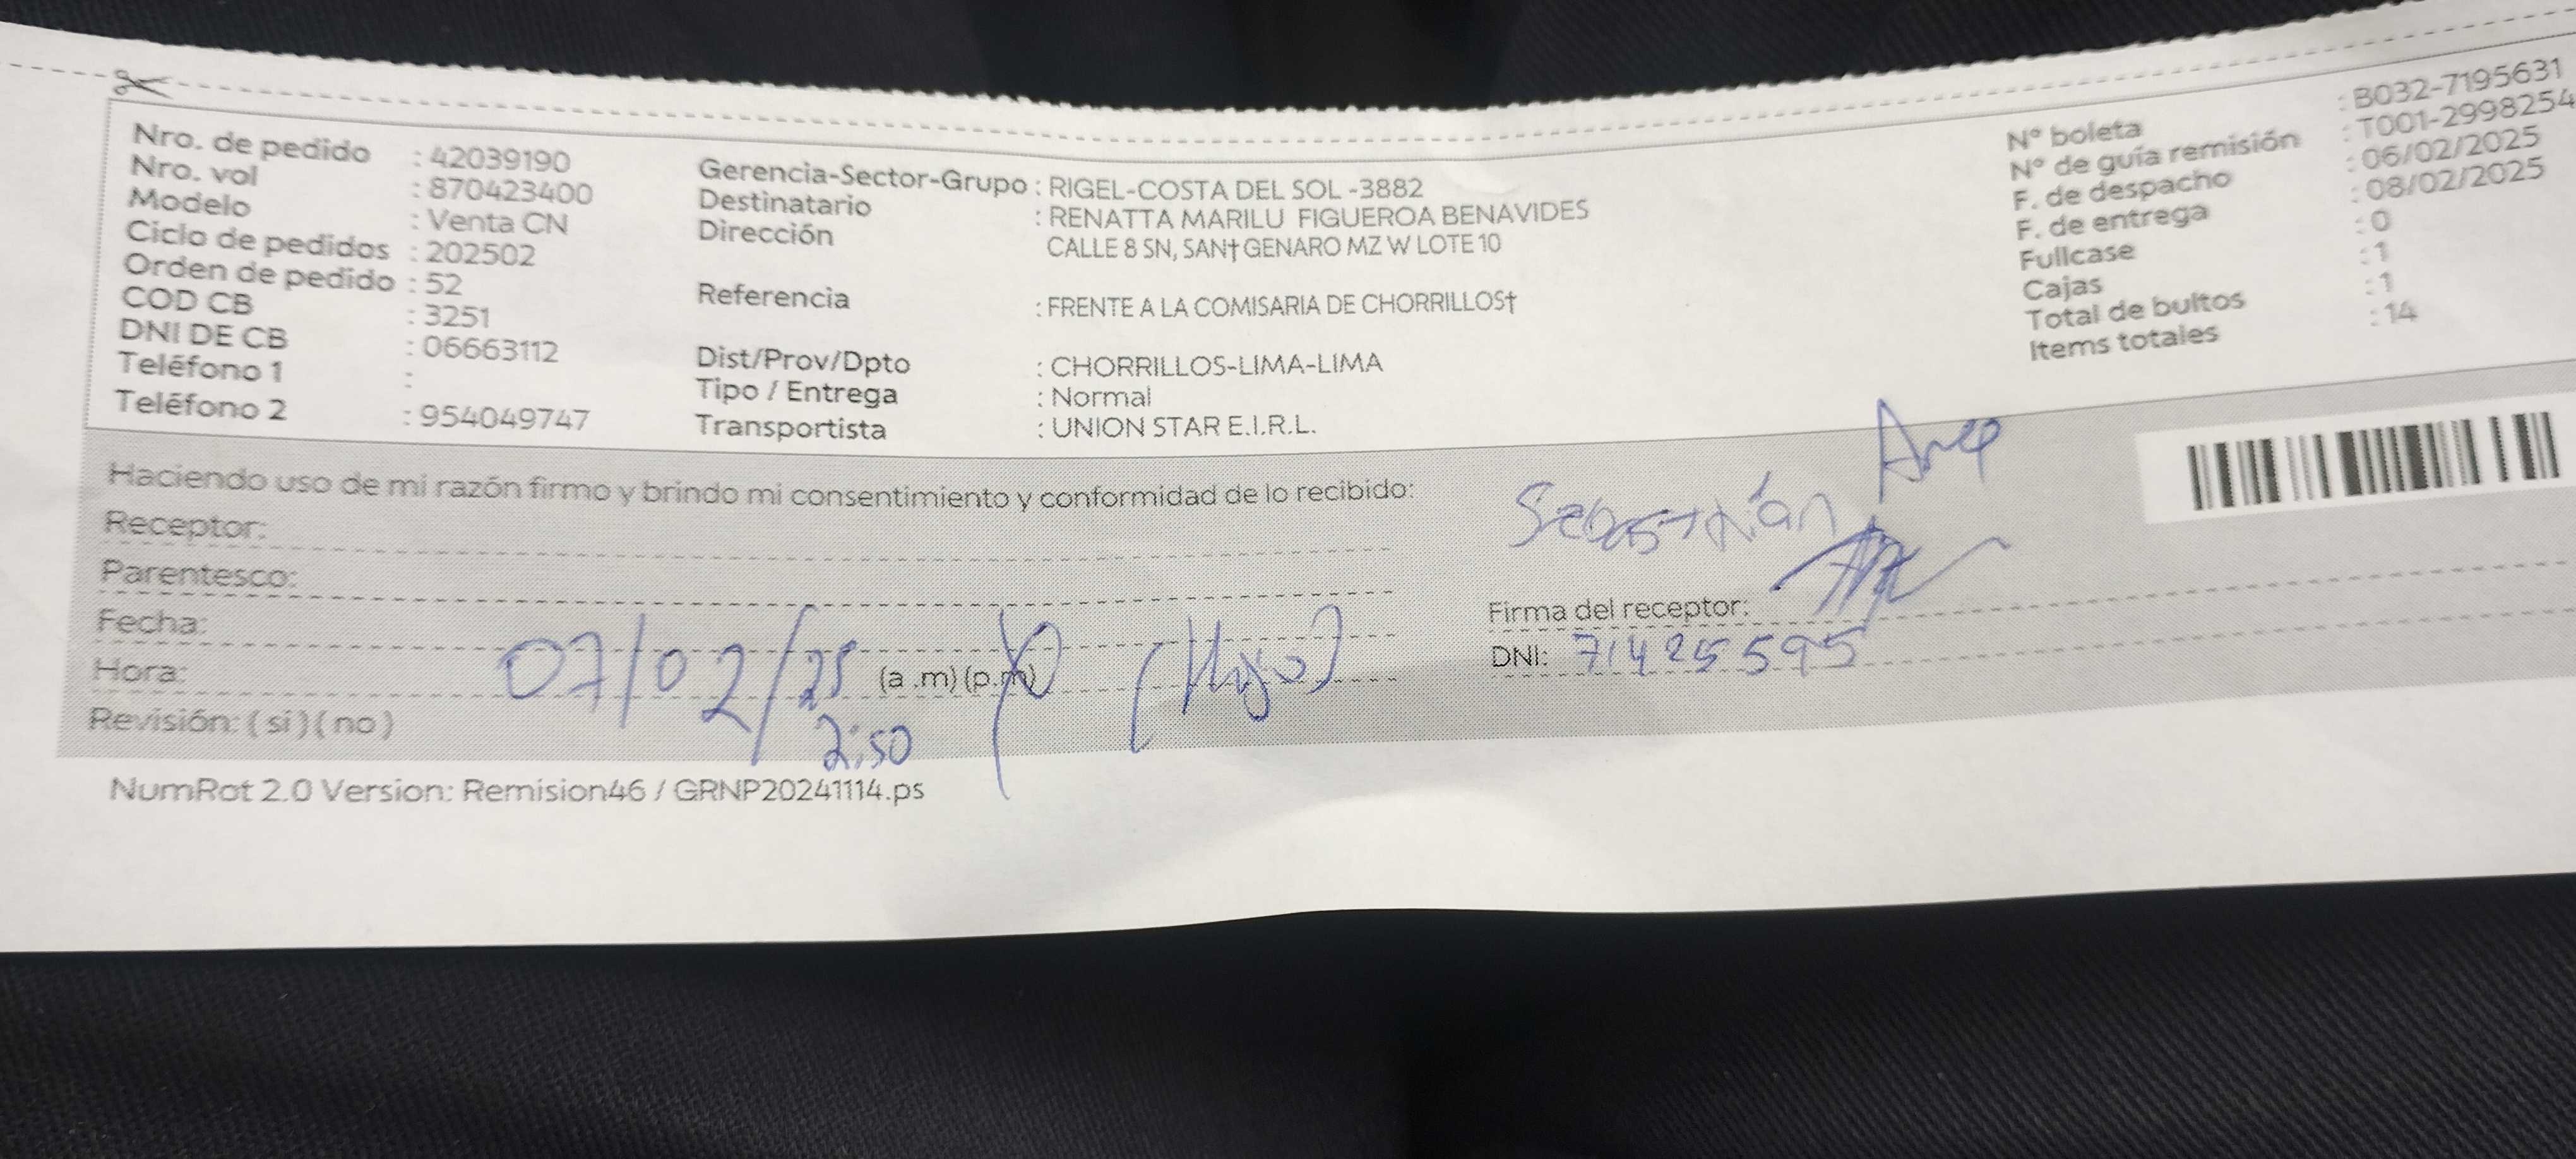 Nro. de pedido : 42039190
Nro. vol : 870423400
Modelo : Venta CN
Ciclo de pedidos : 202502
Orden de pedido : 52
COD CB : 3251
DNI DE CB : 06663112
Teléfono 1 :
Teléfono 2 : 954049747
Gerencia-Sector-Grupo : RIGEL-COSTA DEL SOL -3882
Destinatario : RENATTA MARILU FIGUEROA BENAVIDES
Dirección CALLE 8 SN, SAN† GENARO MZ W LOTE 10
Referencia : FRENTE A LA COMISARIA DE CHORRILLOS†
Dist/Prov/Dpto : CHORRILLOS-LIMA-LIMA
Tipo / Entrega : Normal
Transportista : UNION STAR E.I.R.L.
N° boleta : B032-7195631
N° de guía remisión : T001-2998254
F. de despacho : 06/02/2025
F. de entrega : 08/02/2025
Fullcase : 0
Cajas : 1
Total de bultos : 1
Items totales : 14
Haciendo uso de mi razón firmo y brindo mi consentimiento y conformidad de lo recibido:
Receptor:
Parentesco:
Fecha:
Hora: 07/02/25 (a .m) (p.m) (Hijo)
2:50
Revisión: ( si ) ( no )
Sebastián
Firma del receptor:
DNI: 71425595
NumRot 2.0 Version: Remision46 / GRNP20241114.ps